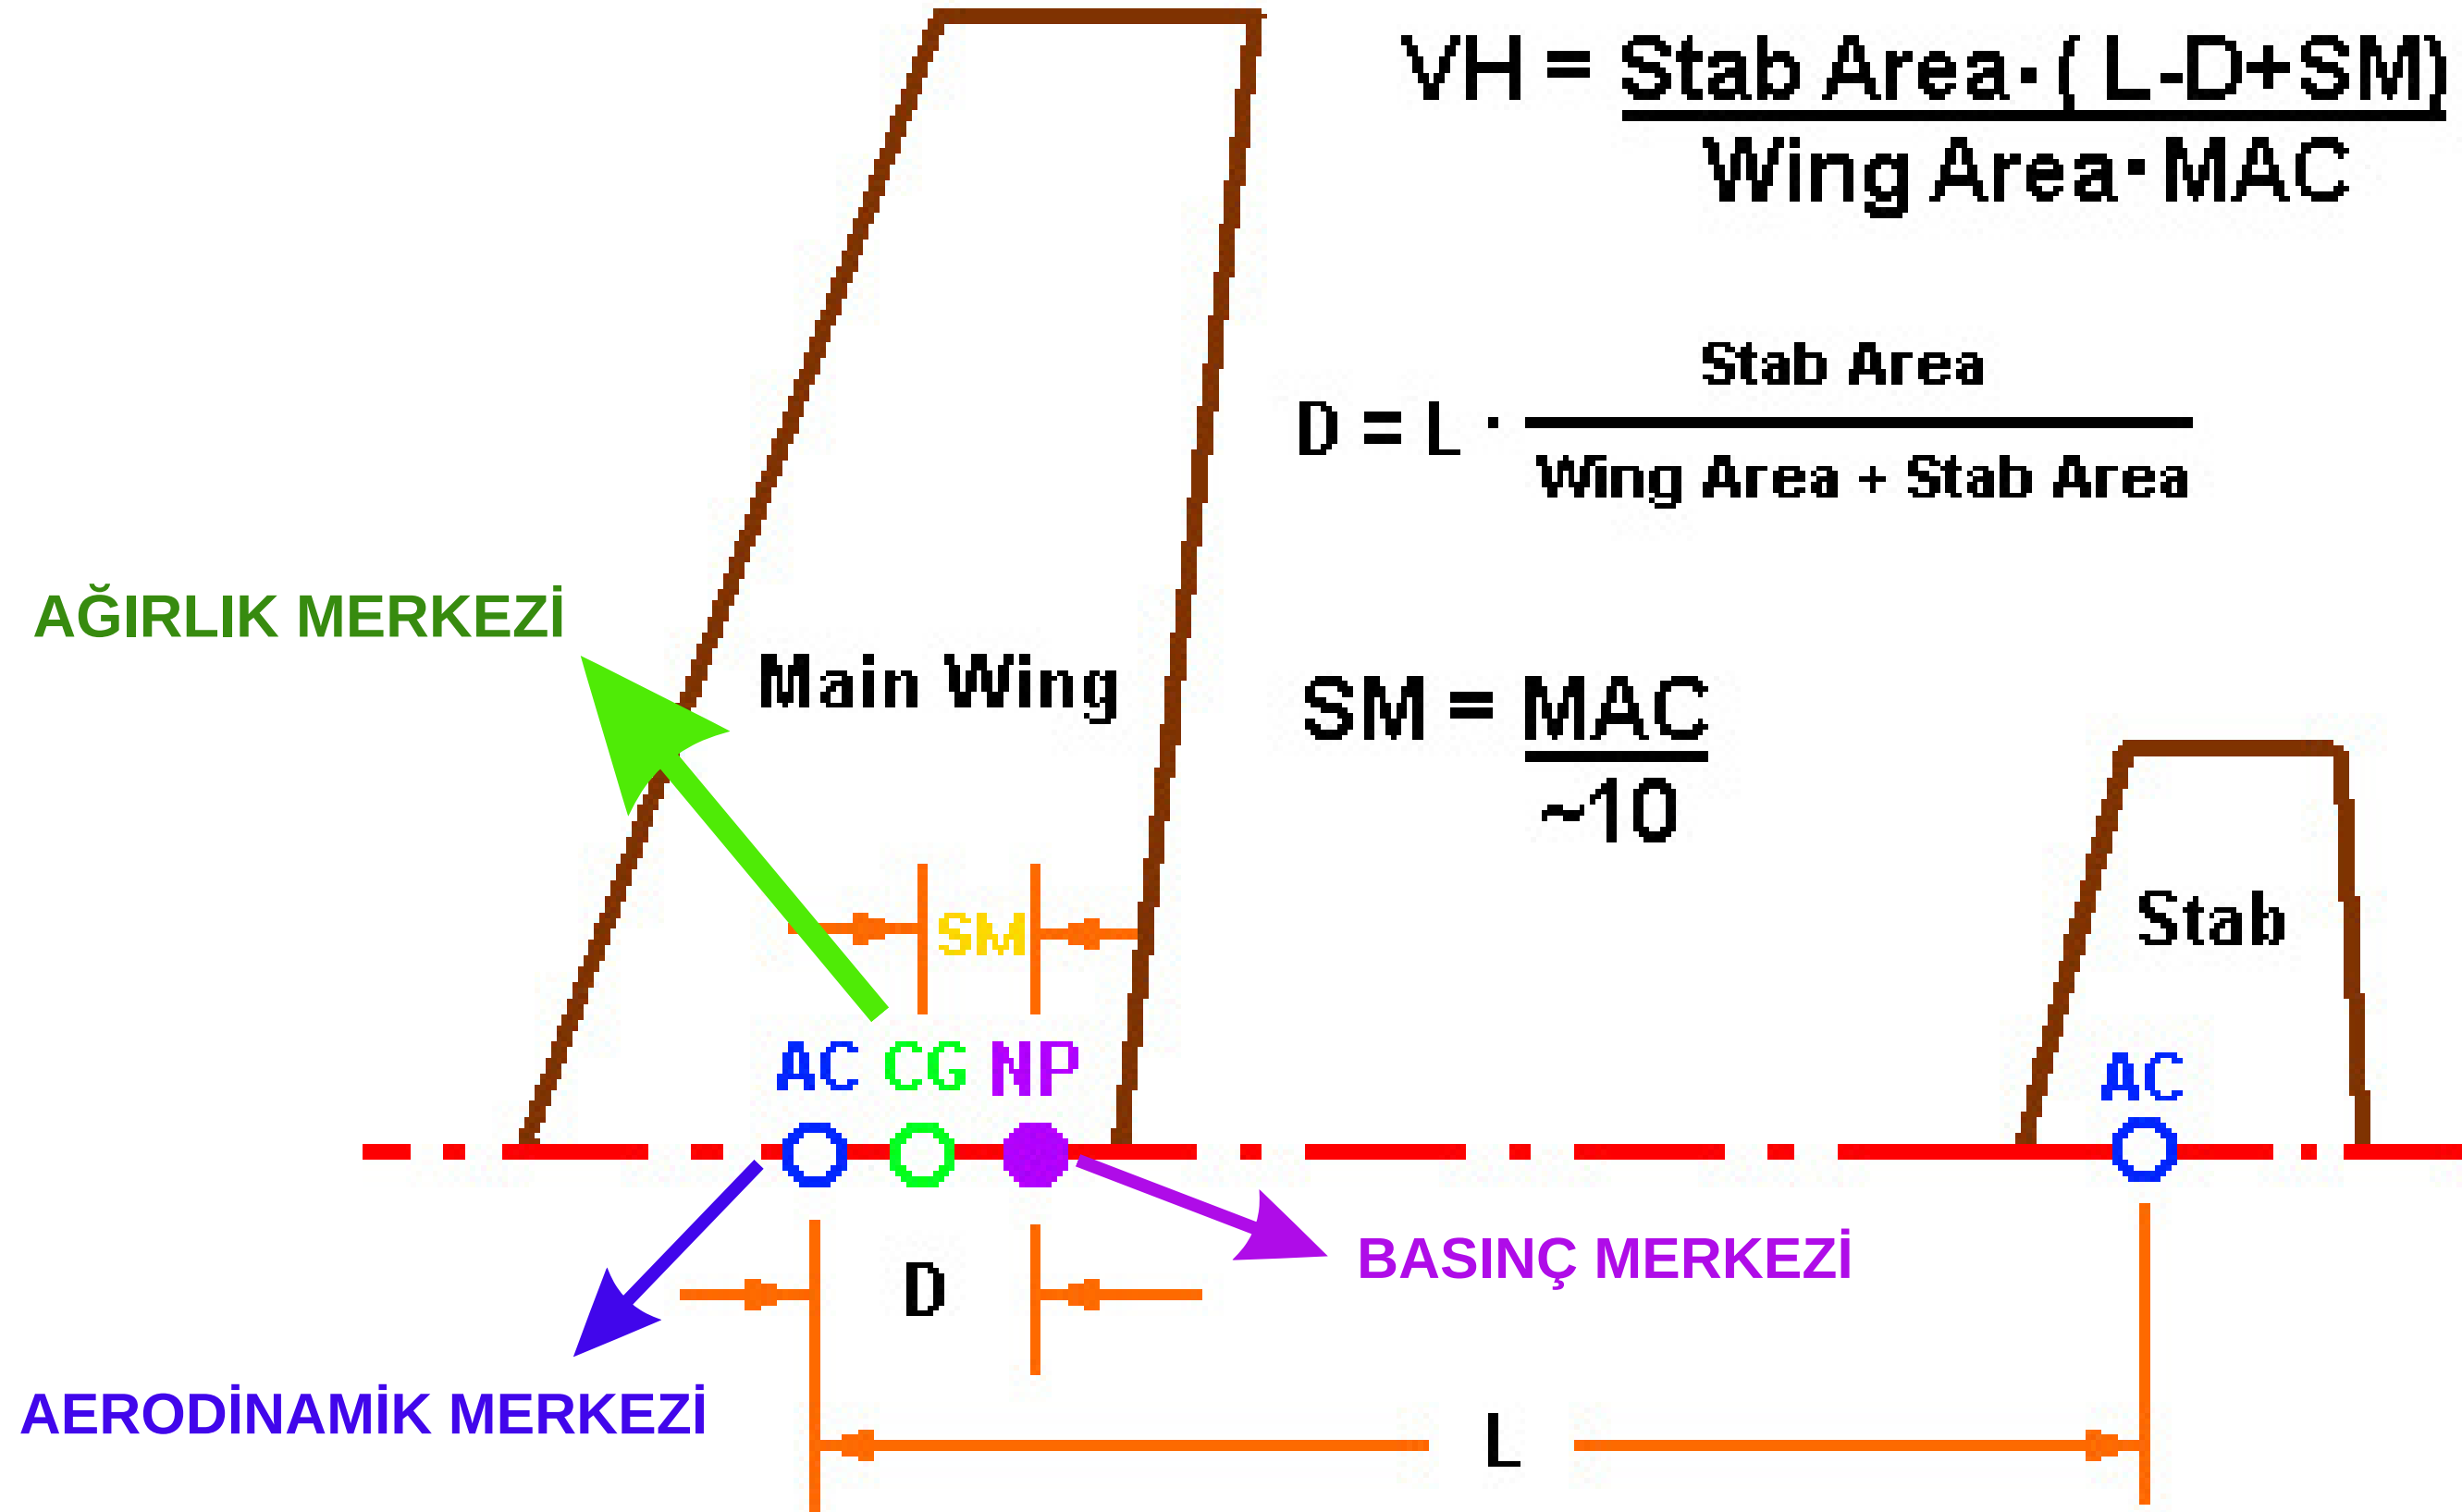 VH = Stab Area·( L-D+SM)
Wing Area·MAC
Stab Area
D = L ·
Wing Area + Stab Area
AĞIRLIK MERKEZİ
Main Wing
SM = MAC
~10
Stab
SM
AC CG NP
AC
BASINÇ MERKEZİ
D
AERODİNAMİK MERKEZİ
L